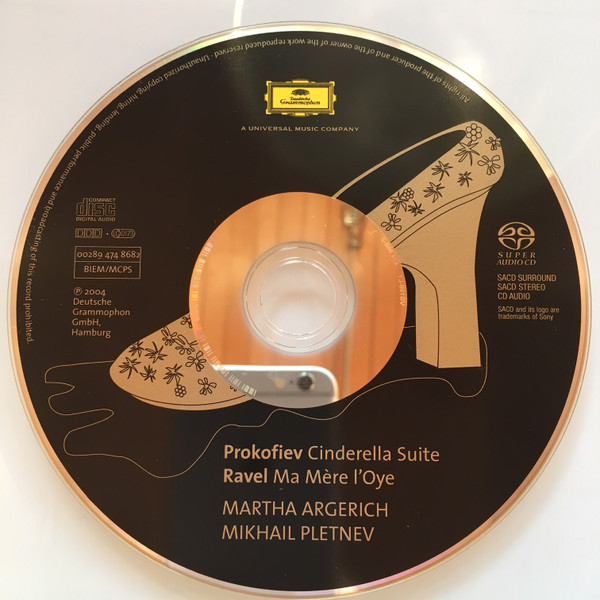 All rights of the producer and of the owner of the work reproduced reserved · Unauthorized copying, hiring, lending, public performance and broadcasting of this record prohibited.
Deutsche
Grammophon
A UNIVERSAL MUSIC COMPANY
COMPACT
disc
DIGITAL AUDIO
DDD
00289 474 8682
BIEM/MCPS
℗ 2004
Deutsche
Grammophon
GmbH,
Hamburg
SUPER
AUDIO CD
SACD SURROUND
SACD STEREO
CD AUDIO
SACD and its logo are
trademarks of Sony
Prokofiev Cinderella Suite
Ravel Ma Mère l'Oye
MARTHA ARGERICH
MIKHAIL PLETNEV